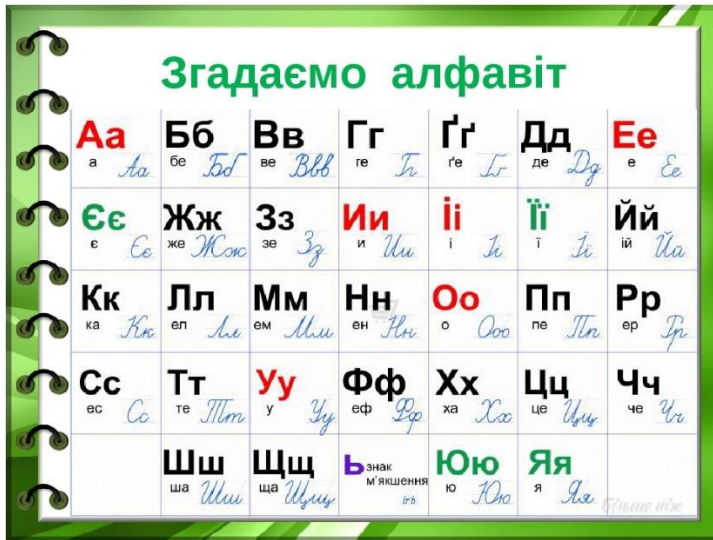 Згадаємо алфавіт
Аа Бб Вв Гг Ґґ Дд Ее
а Аа бе Бб ве Ввв ге Гг ґе Ґґ де Дд е Ее
Єє Жж Зз Ии Іі Її Йй
є Єє же Жж зе Зз и Ии і Іі ї Її ій Йй
Кк Лл Мм Нн Оо Пп Рр
ка Кк ел Лл ем Мм ен Нн о Ооо пе Пп ер Рр
Сс Тт Уу Фф Хх Цц Чч
ес Сс те Тт у Уу еф Фф ха Хх це Цц че Чч
Шш Щщ Ь знак Юю Яя
ша Шш ща Щщ м'якшення ьь ю Юю я Яя
Більше ніж